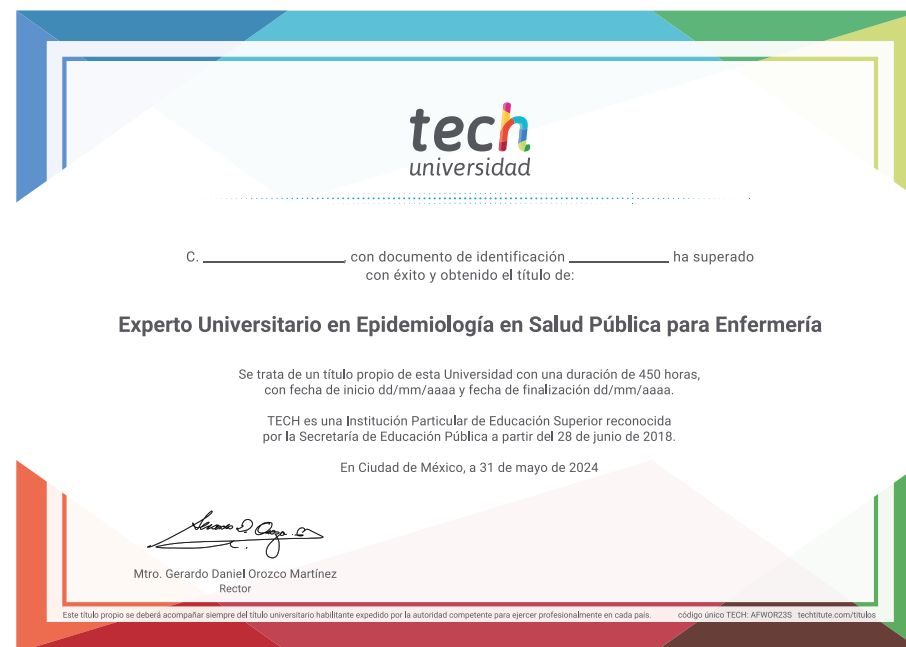 tech
universidad
C. ____________, con documento de identificación ____________ ha superado
con éxito y obtenido el título de:
Experto Universitario en Epidemiología en Salud Pública para Enfermería
Se trata de un título propio de esta Universidad con una duración de 450 horas,
con fecha de inicio dd/mm/aaaa y fecha de finalización dd/mm/aaaa.
TECH es una Institución Particular de Educación Superior reconocida
por la Secretaría de Educación Pública a partir del 28 de junio de 2018.
En Ciudad de México, a 31 de mayo de 2024
Mtro. Gerardo Daniel Orozco Martínez
Rector
Este título propio se deberá acompañar siempre del título universitario habilitante expedido por la autoridad competente para ejercer profesionalmente en cada país. código único TECH: AFWOR23S techtitute.com/titulos